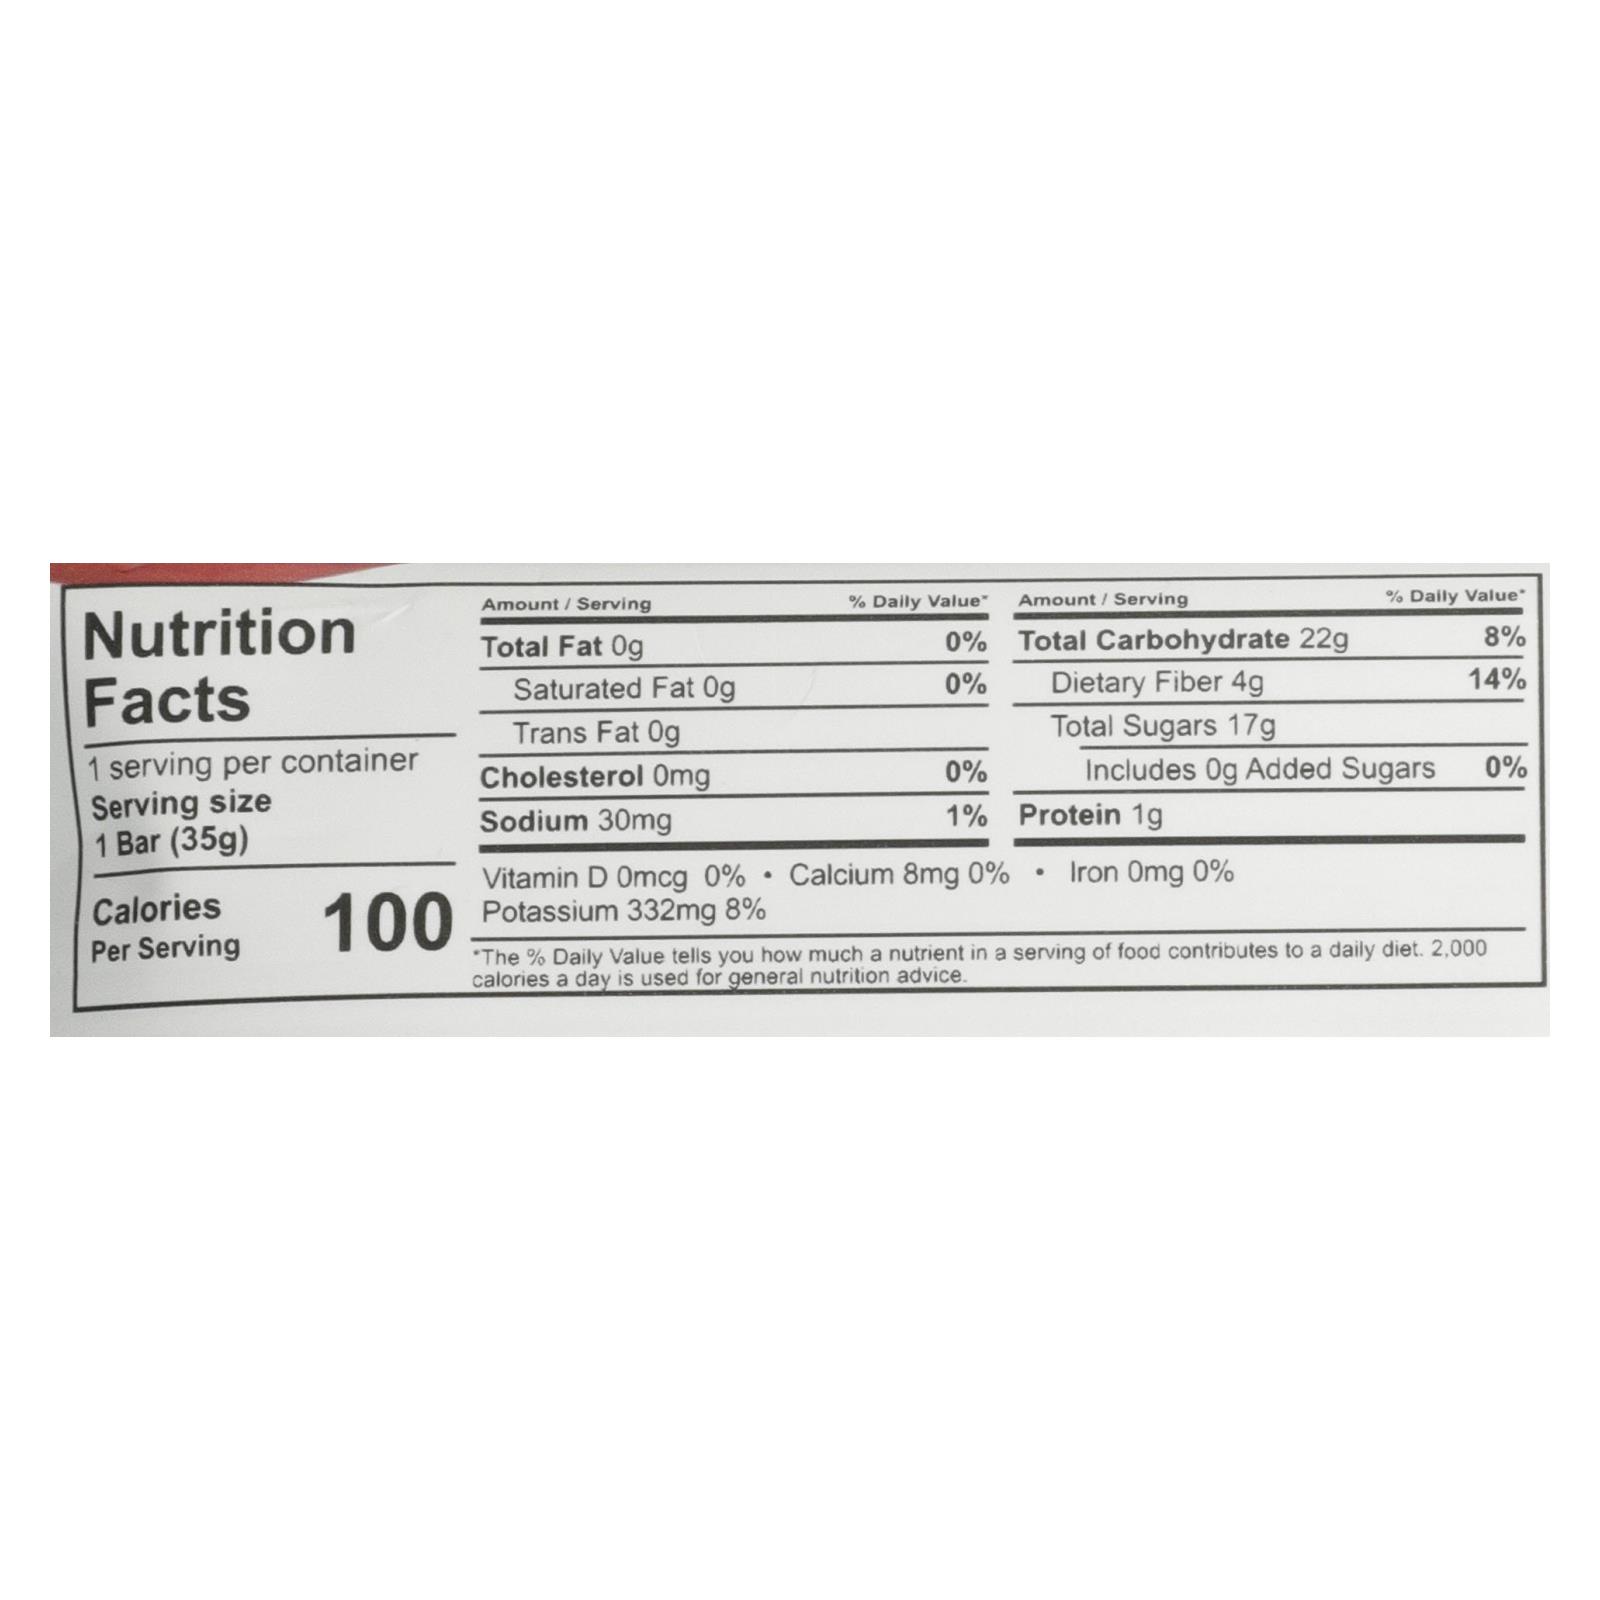 Nutrition
Facts
1 serving per container
Serving size
1 Bar (35g)
Calories
Per Serving
100
Amount / Serving % Daily Value*
Total Fat 0g 0%
Saturated Fat 0g 0%
Trans Fat 0g
Cholesterol 0mg 0%
Sodium 30mg 1%
Amount / Serving % Daily Value*
Total Carbohydrate 22g 8%
Dietary Fiber 4g 14%
Total Sugars 17g
Includes 0g Added Sugars 0%
Protein 1g
Vitamin D 0mcg 0% • Calcium 8mg 0% • Iron 0mg 0%
Potassium 332mg 8%
*The % Daily Value tells you how much a nutrient in a serving of food contributes to a daily diet. 2,000
calories a day is used for general nutrition advice.